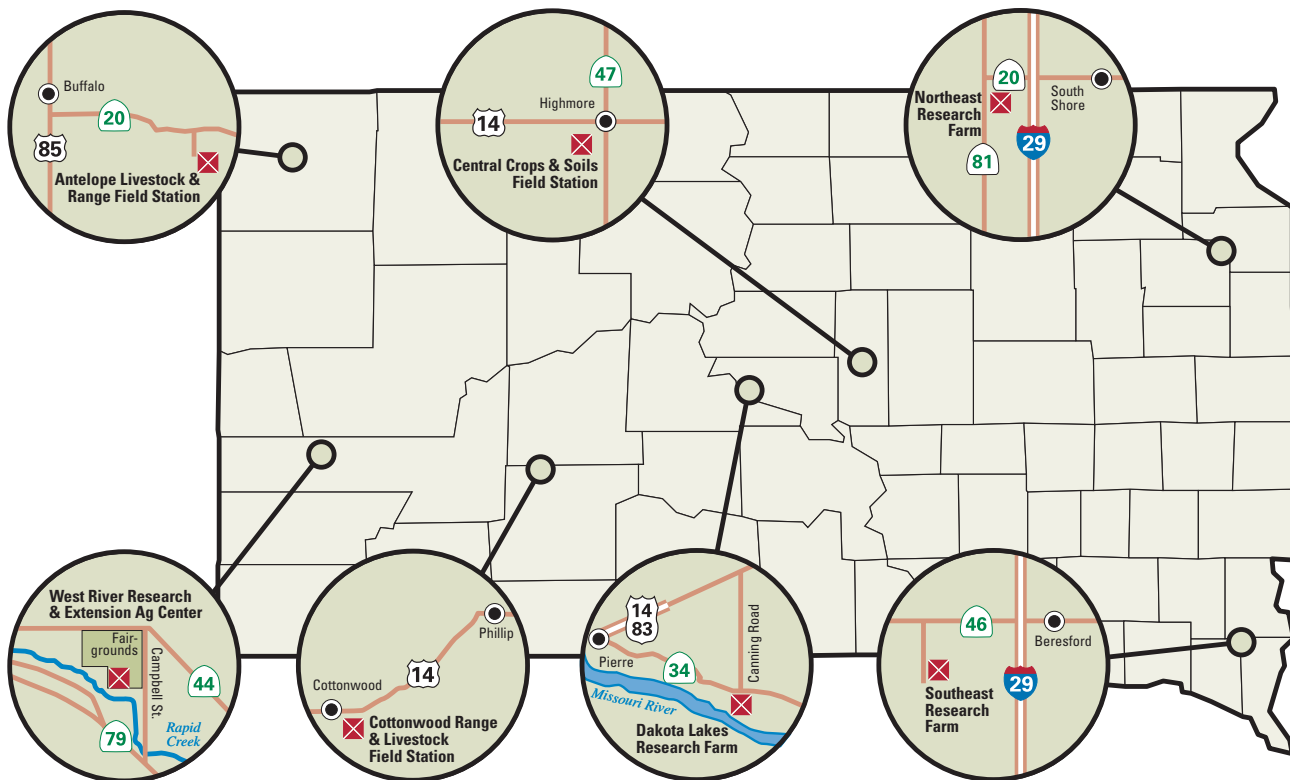 Buffalo
20
85
Antelope Livestock &
Range Field Station
47
Highmore
14
Central Crops & Soils
Field Station
20
Northeast
Research
Farm
South
Shore
29
81
West River Research
& Extension Ag Center
Fair-
grounds
Campbell St.
44
79
Rapid
Creek
Phillip
14
Cottonwood
Cottonwood Range
& Livestock
Field Station
14
83
Canning Road
Pierre
34
Missouri River
Dakota Lakes
Research Farm
46
Beresford
29
Southeast
Research
Farm